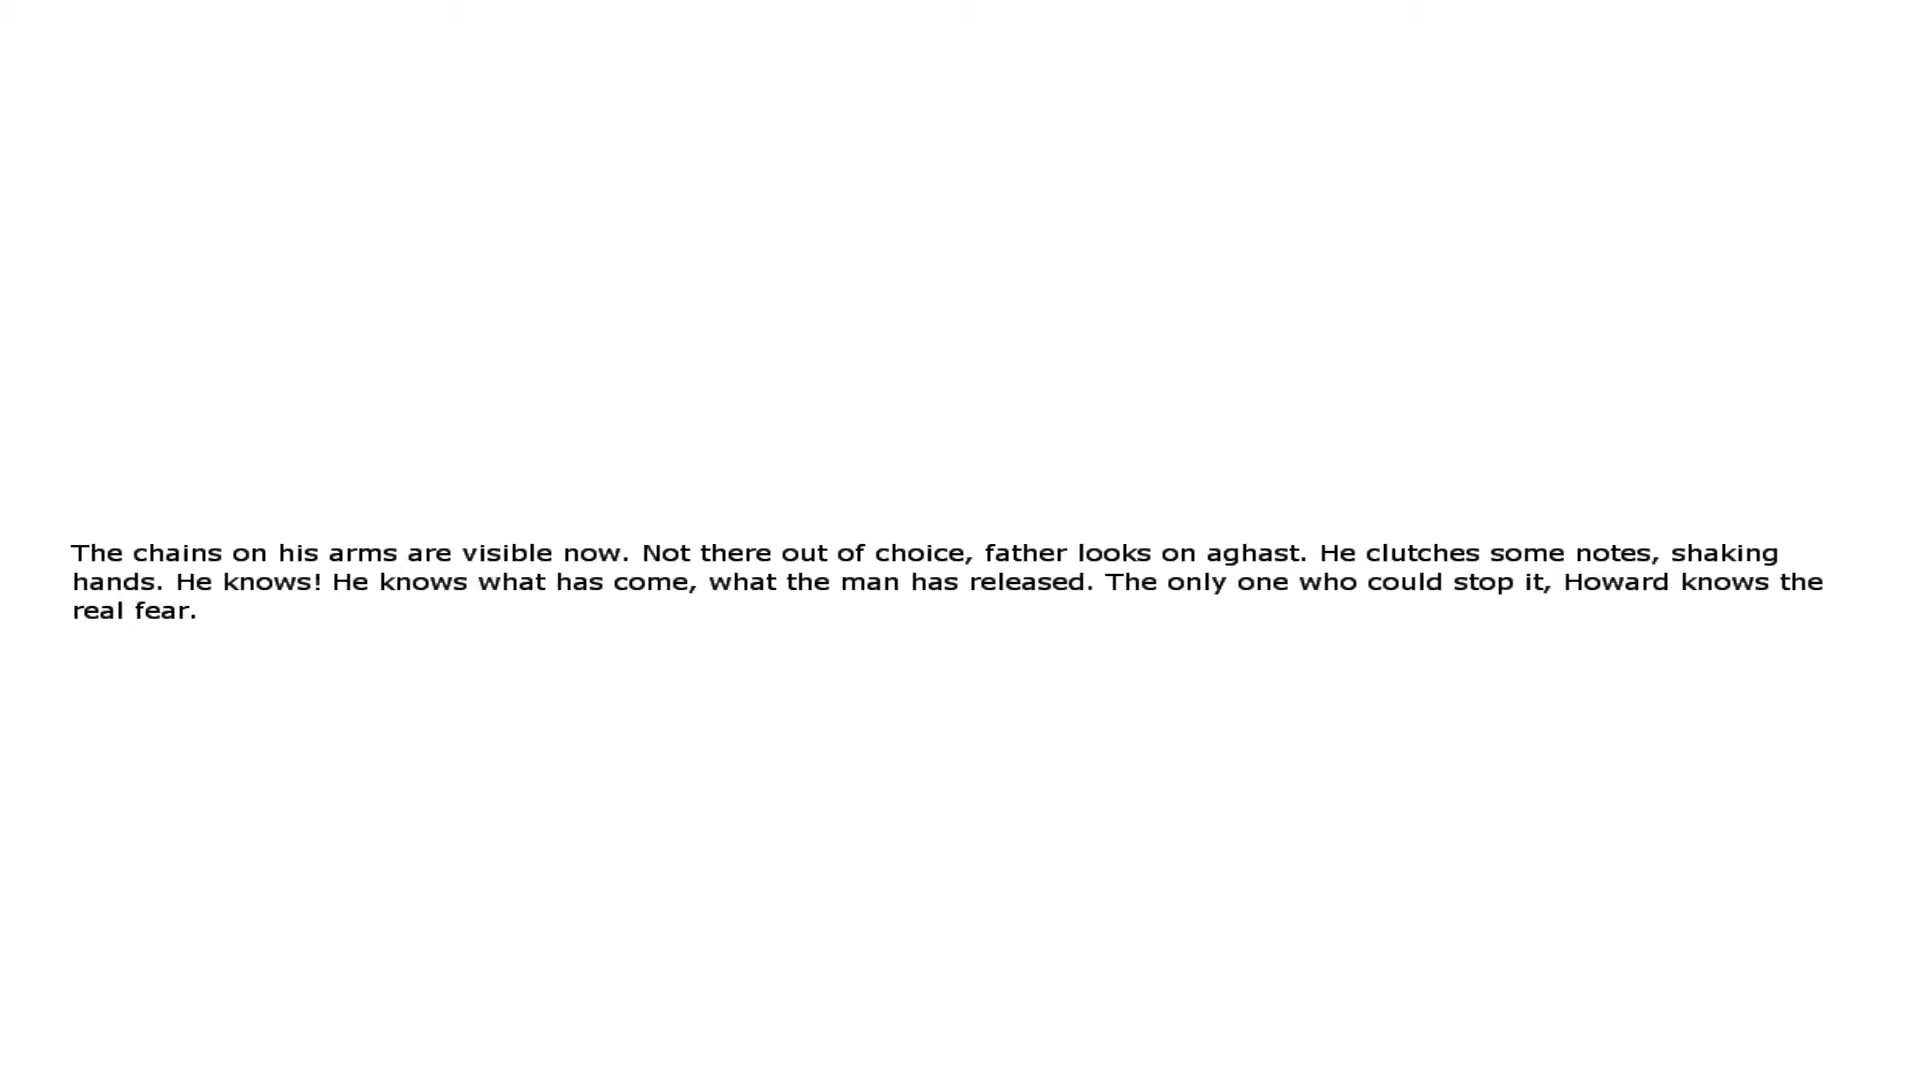 The chains on his arms are visible now. Not there out of choice, father looks on aghast. He clutches some notes, shaking
hands. He knows! He knows what has come, what the man has released. The only one who could stop it, Howard knows the
real fear.